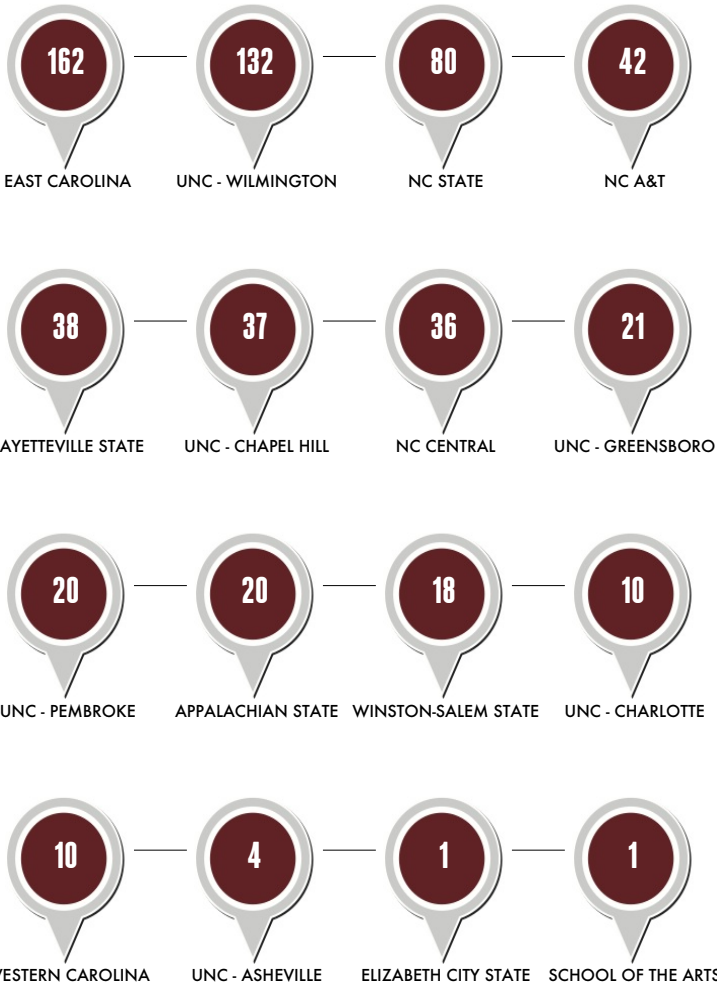 162 132 80 42
EAST CAROLINA UNC - WILMINGTON NC STATE NC A&T
38 37 36 21
AYETTEVILLE STATE UNC - CHAPEL HILL NC CENTRAL UNC - GREENSBORO
20 20 18 10
UNC - PEMBROKE APPALACHIAN STATE WINSTON-SALEM STATE UNC - CHARLOTTE
10 4 1 1
WESTERN CAROLINA UNC - ASHEVILLE ELIZABETH CITY STATE SCHOOL OF THE ARTS